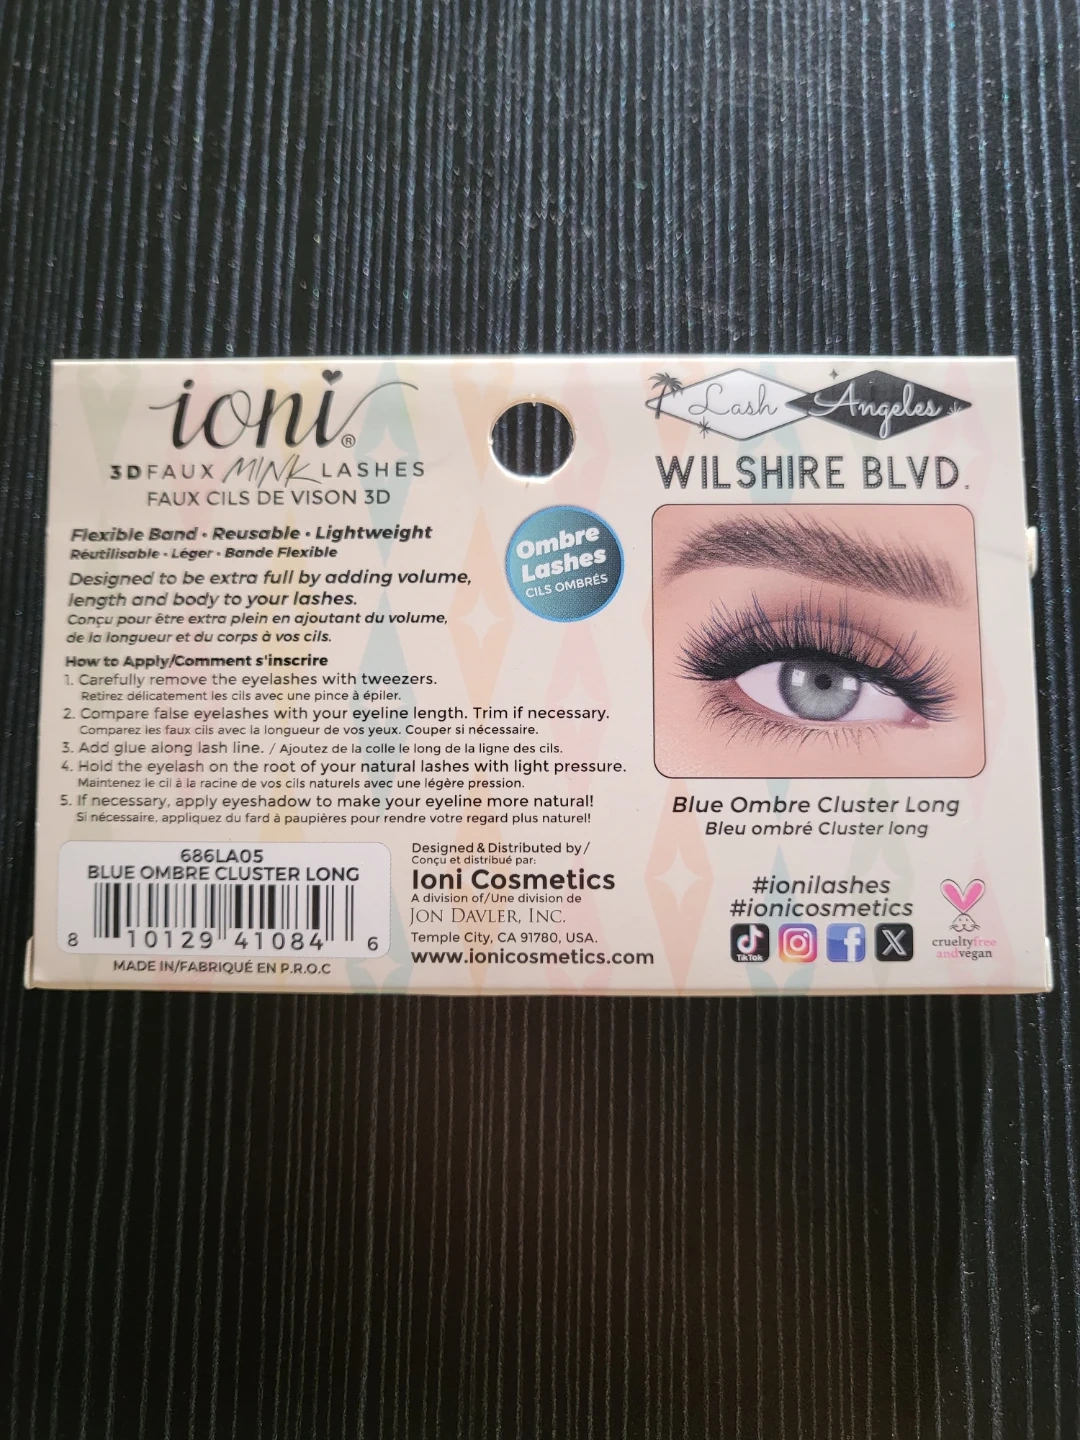 ioni®
3D FAUX MINK LASHES
FAUX CILS DE VISON 3D
Flexible Band • Reusable • Lightweight
Réutilisable • Léger • Bande Flexible
Designed to be extra full by adding volume,
length and body to your lashes.
Conçu pour être extra plein en ajoutant du volume,
de la longueur et du corps à vos cils.
How to Apply/Comment s'inscrire
1. Carefully remove the eyelashes with tweezers.
Retirez délicatement les cils avec une pince à épiler.
2. Compare false eyelashes with your eyeline length. Trim if necessary.
Comparez les faux cils avec la longueur de vos yeux. Couper si nécessaire.
3. Add glue along lash line. / Ajoutez de la colle le long de la ligne des cils.
4. Hold the eyelash on the root of your natural lashes with light pressure.
Maintenez le cil à la racine de vos cils naturels avec une légère pression.
5. If necessary, apply eyeshadow to make your eyeline more natural!
Si nécessaire, appliquez du fard à paupières pour rendre votre regard plus naturel!
Ombre
Lashes
CILS OMBRÉS
686LA05
BLUE OMBRE CLUSTER LONG
8 10129 41084 6
MADE IN/FABRIQUÉ EN P.R.O.C
Designed & Distributed by/
Conçu et distribué par:
Ioni Cosmetics
A division of/Une division de
JON DAVLER, INC.
Temple City, CA 91780, USA.
www.ionicosmetics.com
Lash Angeles
WILSHIRE BLVD.
Blue Ombre Cluster Long
Bleu ombré Cluster long
#ionilashes
#ionicosmetics
TikTok
crueltyfree
andvegan